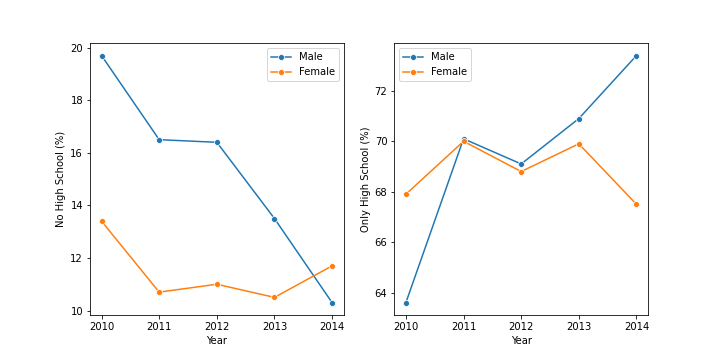 20
18
16
14
12
10
No High School (%)
Male
Female
2010 2011 2012 2013 2014
Year
72
70
68
66
64
Only High School (%)
Male
Female
2010 2011 2012 2013 2014
Year